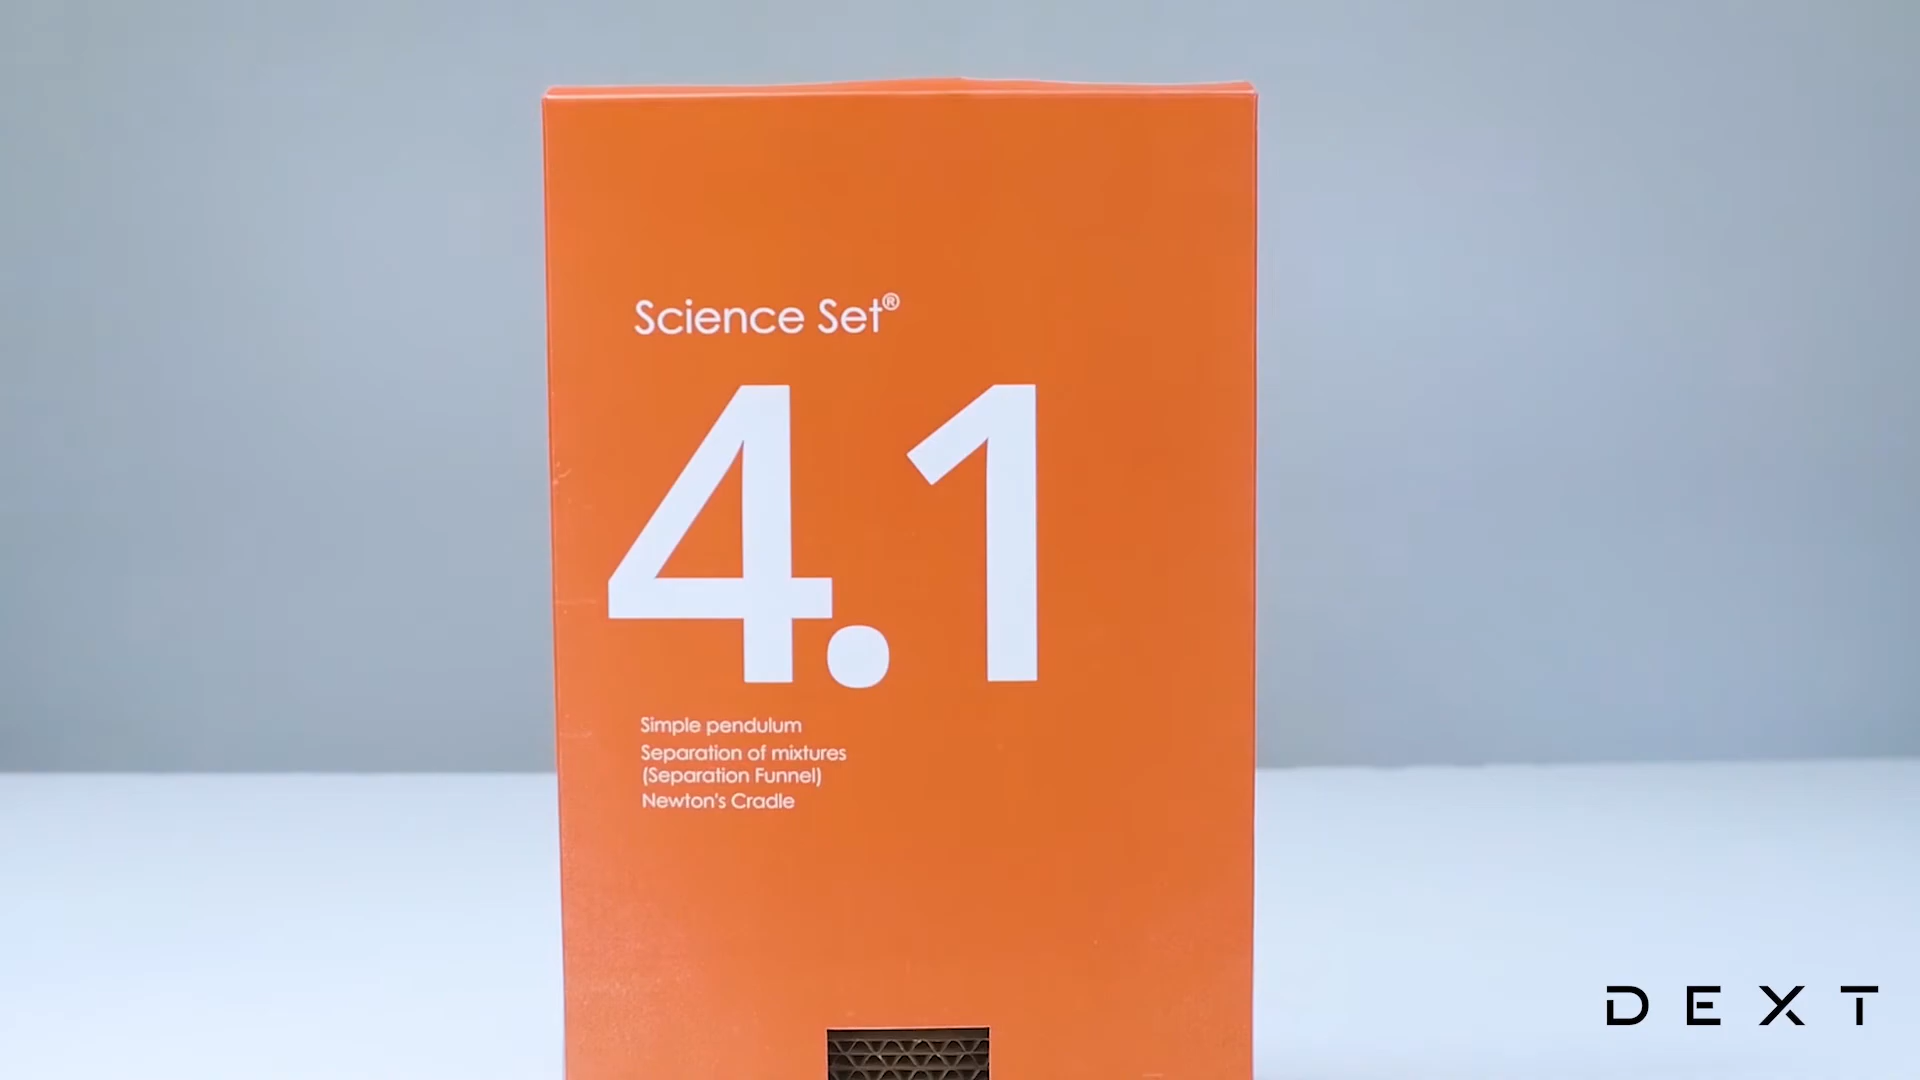 Science Set®
4.1
Simple pendulum
Separation of mixtures
(Separation Funnel)
Newton's Cradle
DEXT